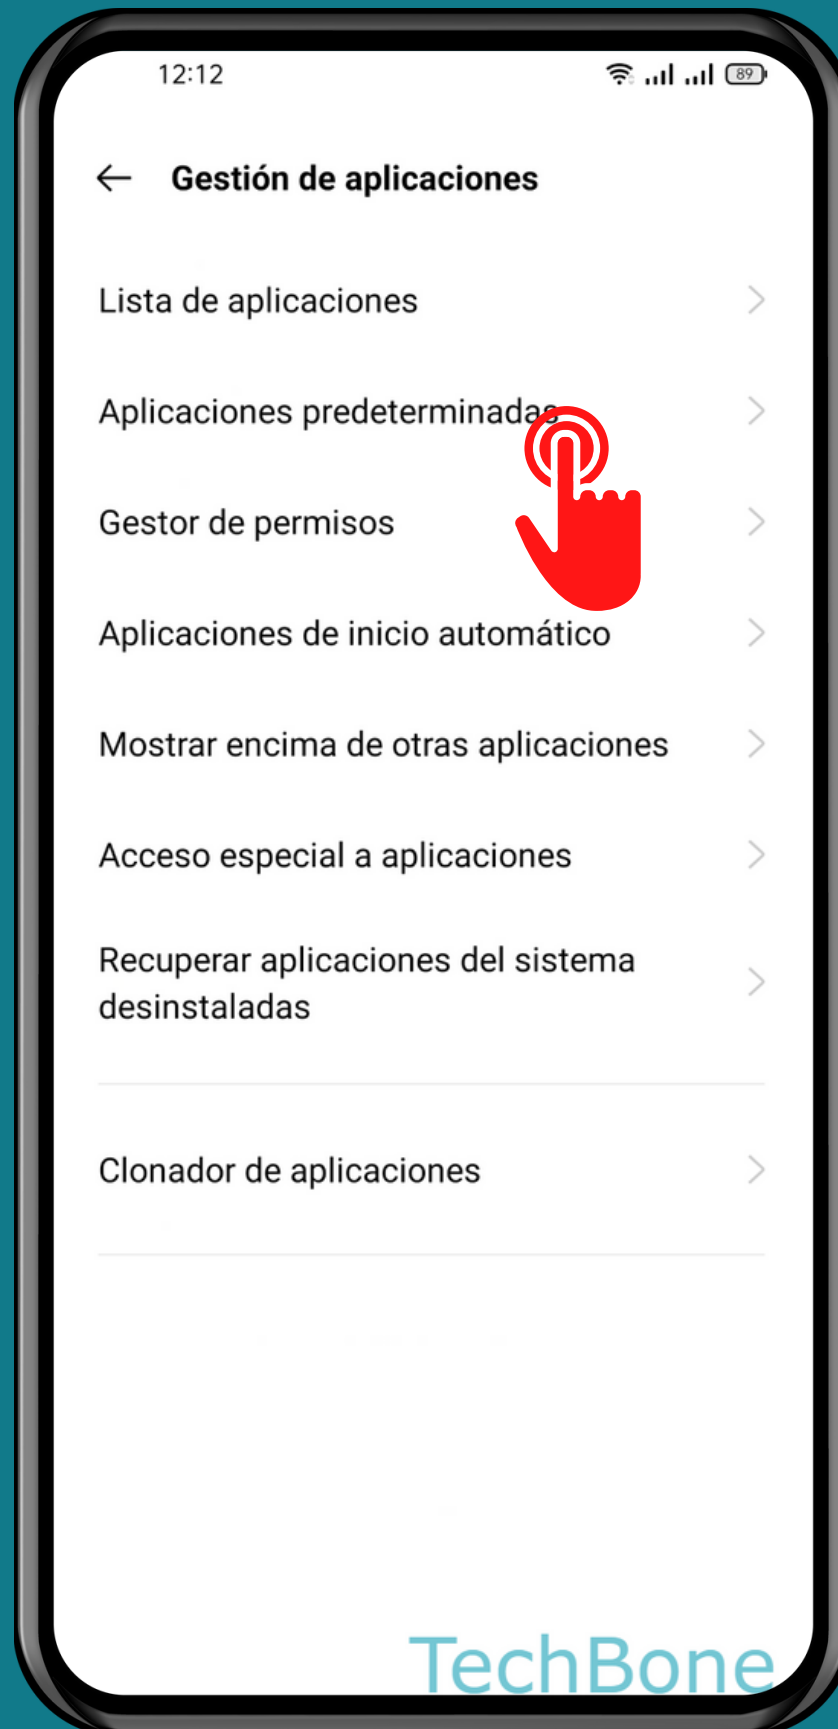 12:12
89
Gestión de aplicaciones
Lista de aplicaciones
Aplicaciones predeterminadas
Gestor de permisos
Aplicaciones de inicio automático
Mostrar encima de otras aplicaciones
Acceso especial a aplicaciones
Recuperar aplicaciones del sistema
desinstaladas
Clonador de aplicaciones
TechBone